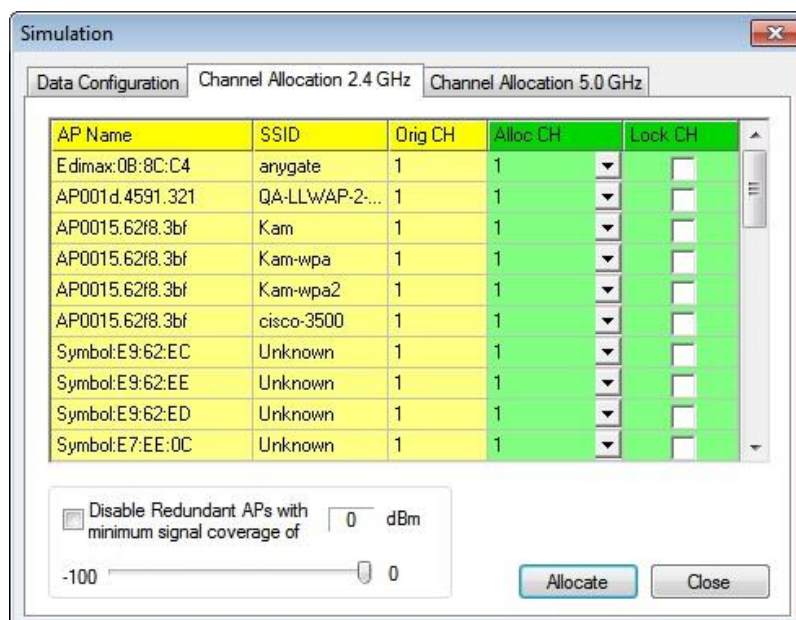 Simulation
Data Configuration Channel Allocation 2.4 GHz Channel Allocation 5.0 GHz
AP Name SSID Orig CH Alloc CH Lock CH
Edimax:0B:8C:C4 anygate 1 1
AP001d.4591.321 QA-LLWAP-2-... 1 1
AP0015.62f8.3bf Kam 1 1
AP0015.62f8.3bf Kam-wpa 1 1
AP0015.62f8.3bf Kam-wpa2 1 1
AP0015.62f8.3bf cisco-3500 1 1
Symbol:E9:62:EC Unknown 1 1
Symbol:E9:62:EE Unknown 1 1
Symbol:E9:62:ED Unknown 1 1
Symbol:E7:EE:0C Unknown 1 1
Disable Redundant APs with
minimum signal coverage of 0 dBm
-100 0
Allocate Close